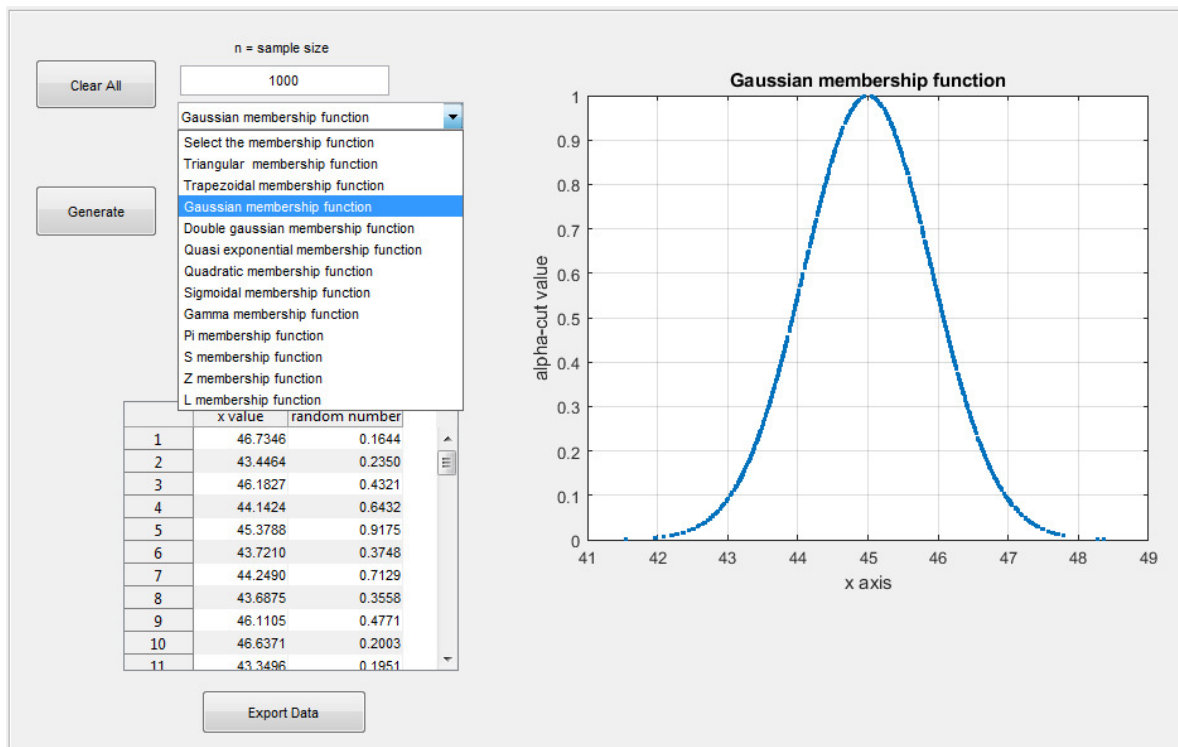 n = sample size
Clear All
1000
Gaussian membership function
Select the membership function
Triangular membership function
Trapezoidal membership function
Gaussian membership function
Double gaussian membership function
Quasi exponential membership function
Quadratic membership function
Sigmoidal membership function
Gamma membership function
Pi membership function
S membership function
Z membership function
L membership function
Generate
x value random number
1 46.7346 0.1644
2 43.4464 0.2350
3 46.1827 0.4321
4 44.1424 0.6432
5 45.3788 0.9175
6 43.7210 0.3748
7 44.2490 0.7129
8 43.6875 0.3558
9 46.1105 0.4771
10 46.6371 0.2003
11 43.3496 0.1951
Export Data
Gaussian membership function
1
0.9
0.8
0.7
0.6
0.5
0.4
0.3
0.2
0.1
0
alpha-cut value
41 42 43 44 45 46 47 48 49
x axis